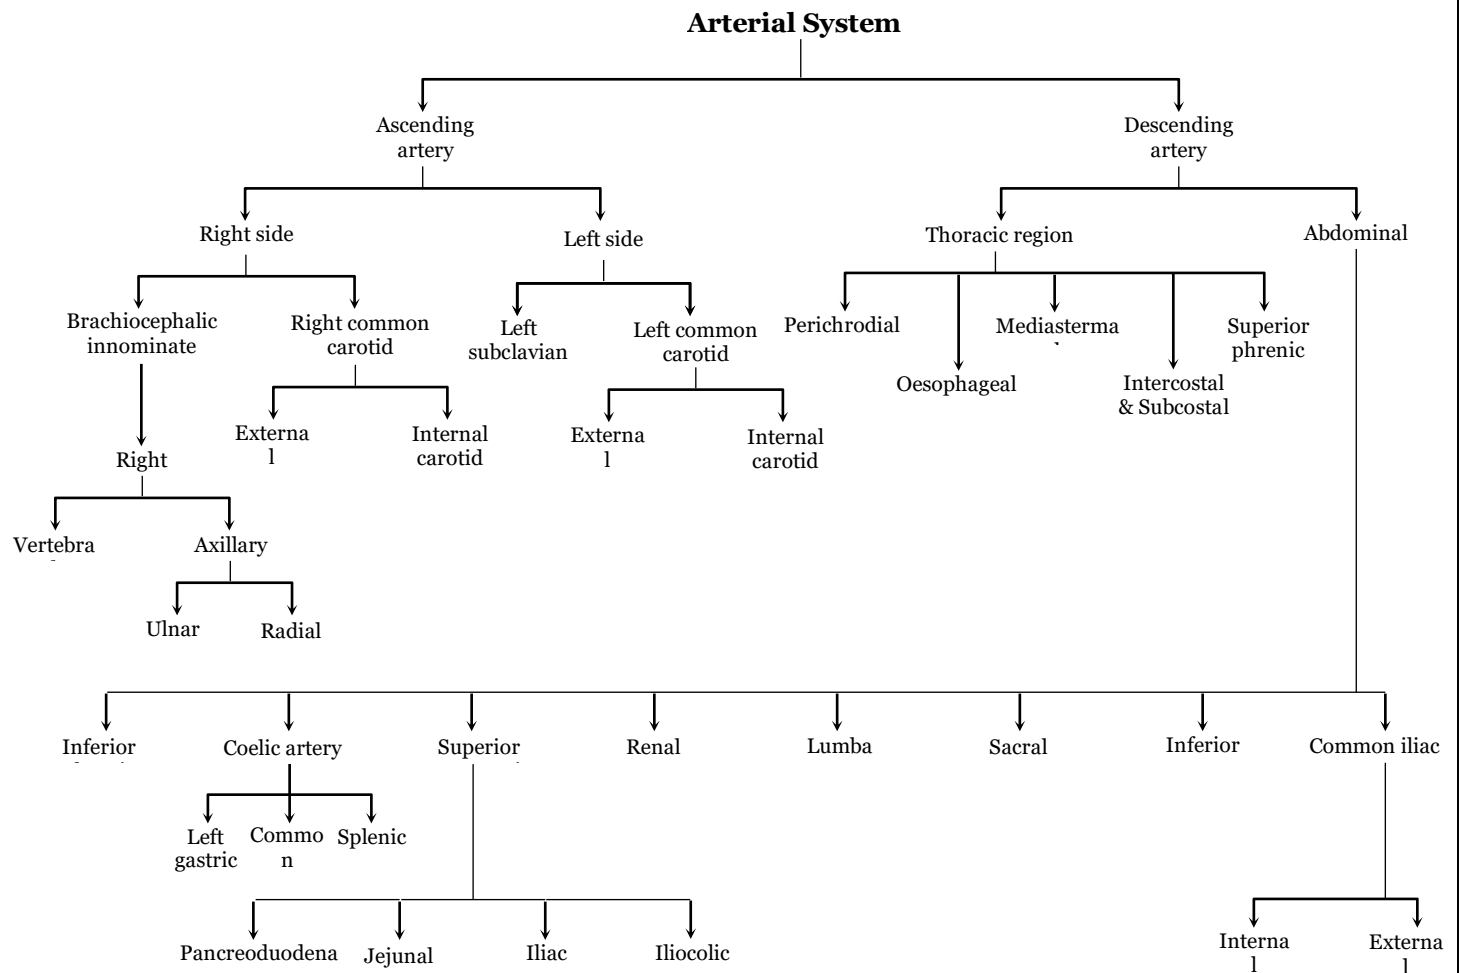 Arterial System
Ascending
artery
Descending
artery
Right side
Left side
Thoracic region
Abdominal
Brachiocephalic
innominate
Right common
carotid
Left
subclavian
Left common
carotid
Perichrodial
Oesophageal
Mediasterma
Intercostal
& Subcostal
Superior
phrenic
Externa
l
Internal
carotid
Externa
l
Internal
carotid
Right
Vertebra
Axillary
Ulnar
Radial
Inferior
Coelic artery
Superior
Renal
Lumba
Sacral
Inferior
Common iliac
Left
gastric
Commo
n
Splenic
Pancreoduodena
Jejunal
Iliac
Iliocolic
Interna
l
Externa
l